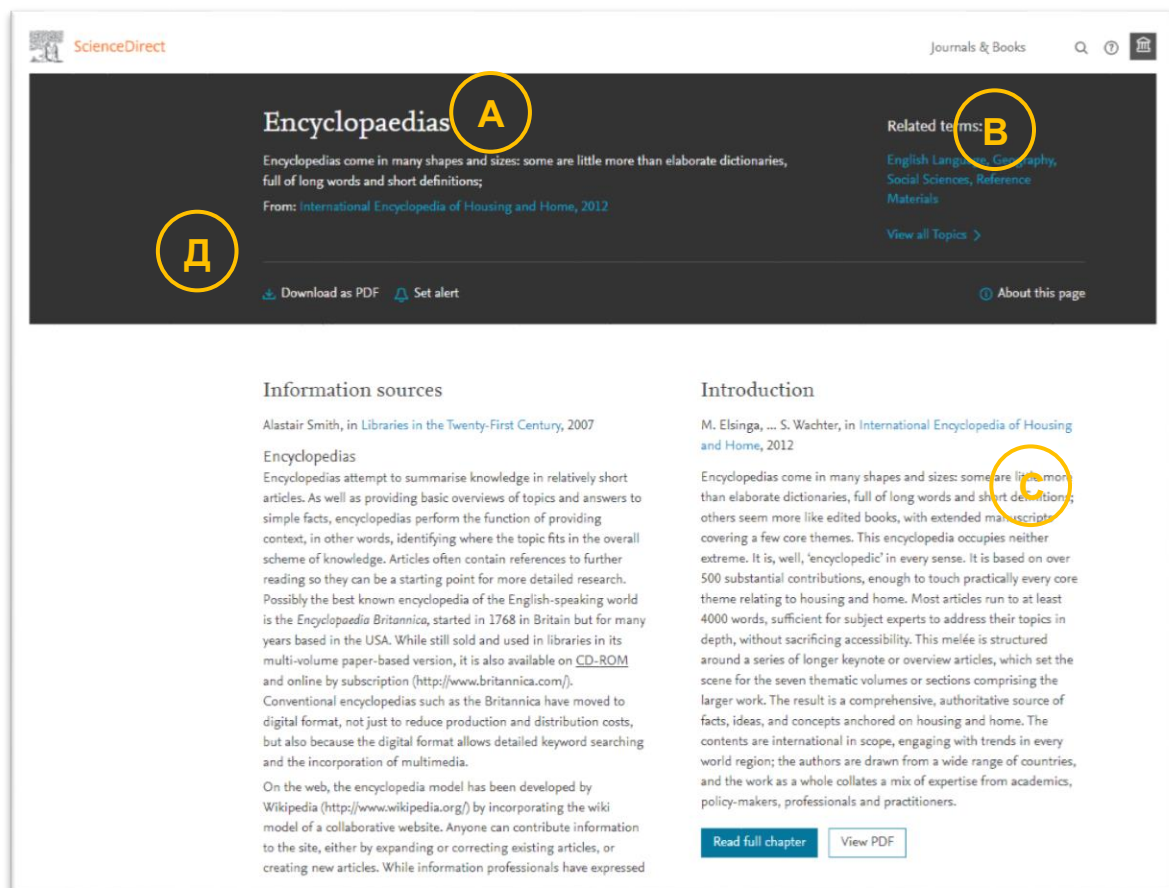 ScienceDirect
Journals & Books
Encyclopaedias
А
Encyclopedias come in many shapes and sizes: some are little more than elaborate dictionaries,
full of long words and short definitions;
From: International Encyclopedia of Housing and Home, 2012
Related terms:
В
English Language, Geography,
Social Sciences, Reference
Materials
View all Topics
Д
Download as PDF
Set alert
About this page
Information sources
Alastair Smith, in Libraries in the Twenty-First Century, 2007
Encyclopedias
Encyclopedias attempt to summarise knowledge in relatively short
articles. As well as providing basic overviews of topics and answers to
simple facts, encyclopedias perform the function of providing
context, in other words, identifying where the topic fits in the overall
scheme of knowledge. Articles often contain references to further
reading so they can be a starting point for more detailed research.
Possibly the best known encyclopedia of the English-speaking world
is the Encyclopaedia Britannica, started in 1768 in Britain but for many
years based in the USA. While still sold and used in libraries in its
multi-volume paper-based version, it is also available on CD-ROM
and online by subscription (http://www.britannica.com/).
Conventional encyclopedias such as the Britannica have moved to
digital format, not just to reduce production and distribution costs,
but also because the digital format allows detailed keyword searching
and the incorporation of multimedia.
On the web, the encyclopedia model has been developed by
Wikipedia (http://www.wikipedia.org/) by incorporating the wiki
model of a collaborative website. Anyone can contribute information
to the site, either by expanding or correcting existing articles, or
creating new articles. While information professionals have expressed
Introduction
M. Elsinga, ... S. Wachter, in International Encyclopedia of Housing
and Home, 2012
С
Encyclopedias come in many shapes and sizes: some are little more
than elaborate dictionaries, full of long words and short definitions;
others seem more like edited books, with extended manuscripts
covering a few core themes. This encyclopedia occupies neither
extreme. It is, well, 'encyclopedic' in every sense. It is based on over
500 substantial contributions, enough to touch practically every core
theme relating to housing and home. Most articles run to at least
4000 words, sufficient for subject experts to address their topics in
depth, without sacrificing accessibility. This melée is structured
around a series of longer keynote or overview articles, which set the
scene for the seven thematic volumes or sections comprising the
larger work. The result is a comprehensive, authoritative source of
facts, ideas, and concepts anchored on housing and home. The
contents are international in scope, engaging with trends in every
world region; the authors are drawn from a wide range of countries,
and the work as a whole collates a mix of expertise from academics,
policy-makers, professionals and practitioners.
Read full chapter
View PDF